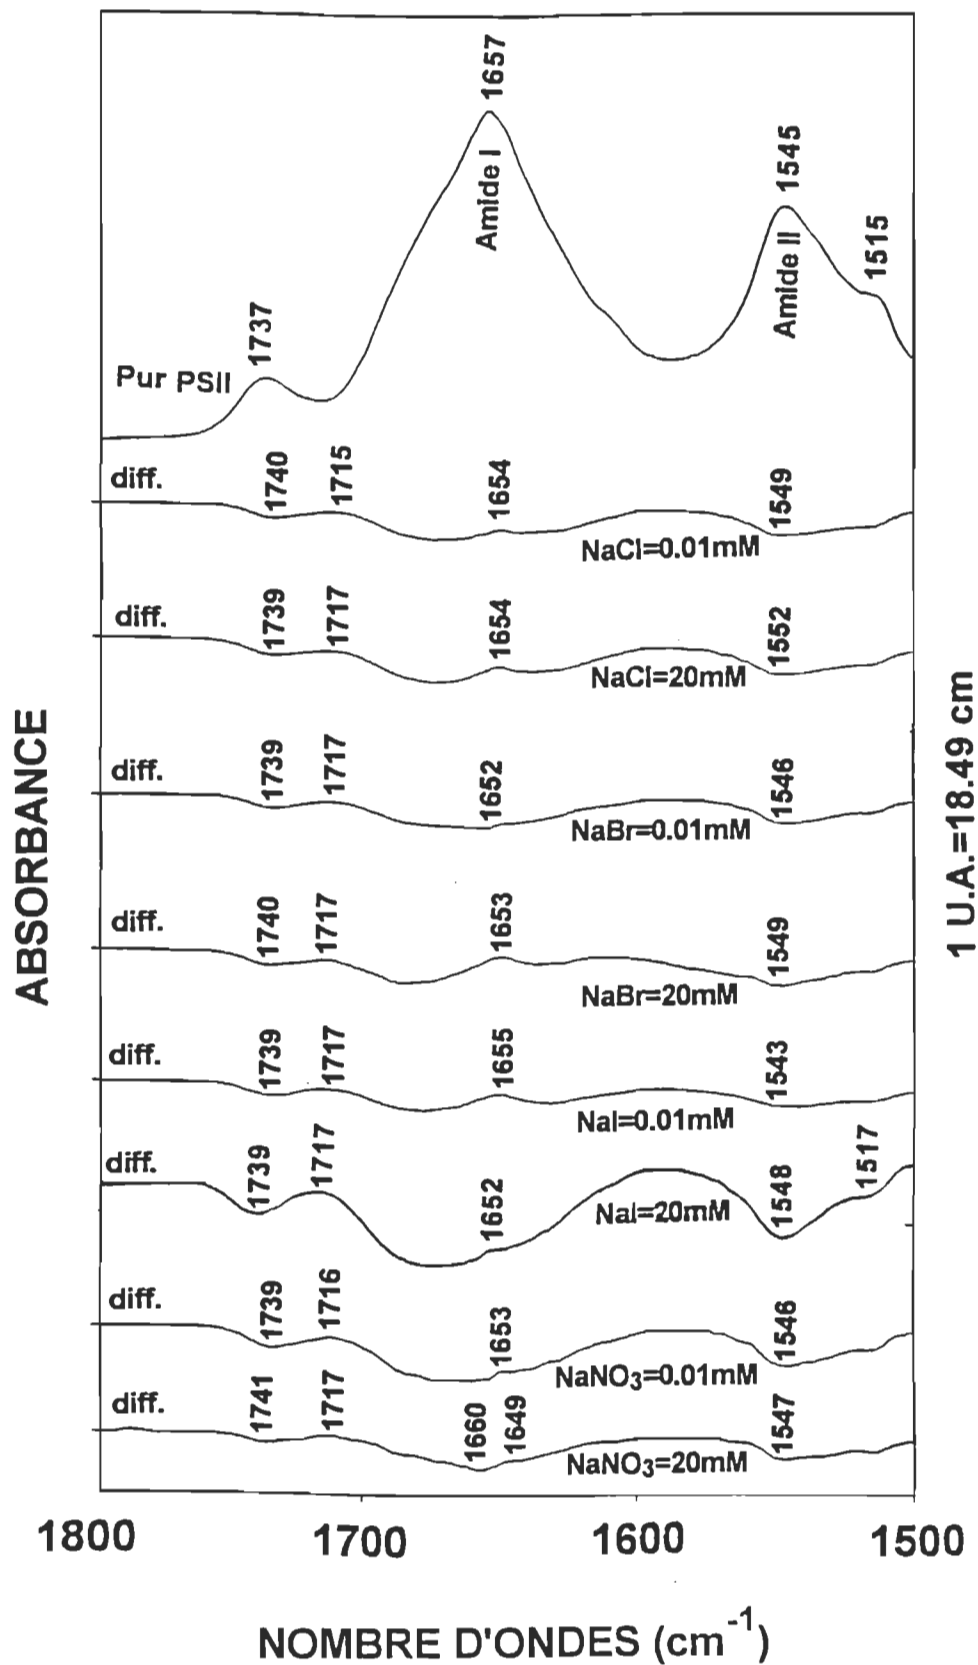 1657
Amide I
1545
Amide II
1515
1737
Pur PSII
diff.
1740
1715
1654
1549
NaCl=0.01mM
diff.
1739
1717
1654
1552
NaCl=20mM
diff.
1739
1717
1652
1546
NaBr=0.01mM
diff.
1740
1717
1653
1549
NaBr=20mM
diff.
1739
1717
1655
1543
NaI=0.01mM
diff.
1739
1717
1652
1548
1517
NaI=20mM
diff.
1739
1716
1653
1546
NaNO3=0.01mM
diff.
1741
1717
1660
1649
1547
NaNO3=20mM
ABSORBANCE
1 U.A.=18.49 cm
1800 1700 1600 1500
NOMBRE D'ONDES (cm-1)